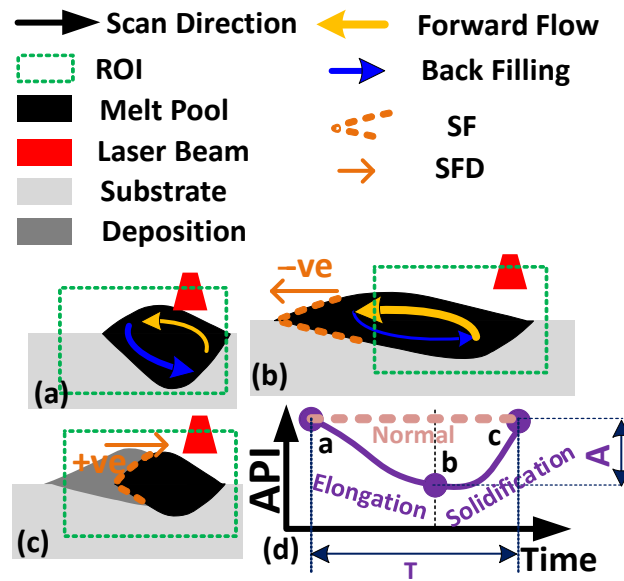 Scan Direction
Forward Flow
ROI
Back Filling
Melt Pool
SF
Laser Beam
SFD
Substrate
Deposition
(a)
−ve
(b)
+ve
(c)
API
a
Normal
c
b
Elongation
Solidification
A
(d)
T
Time